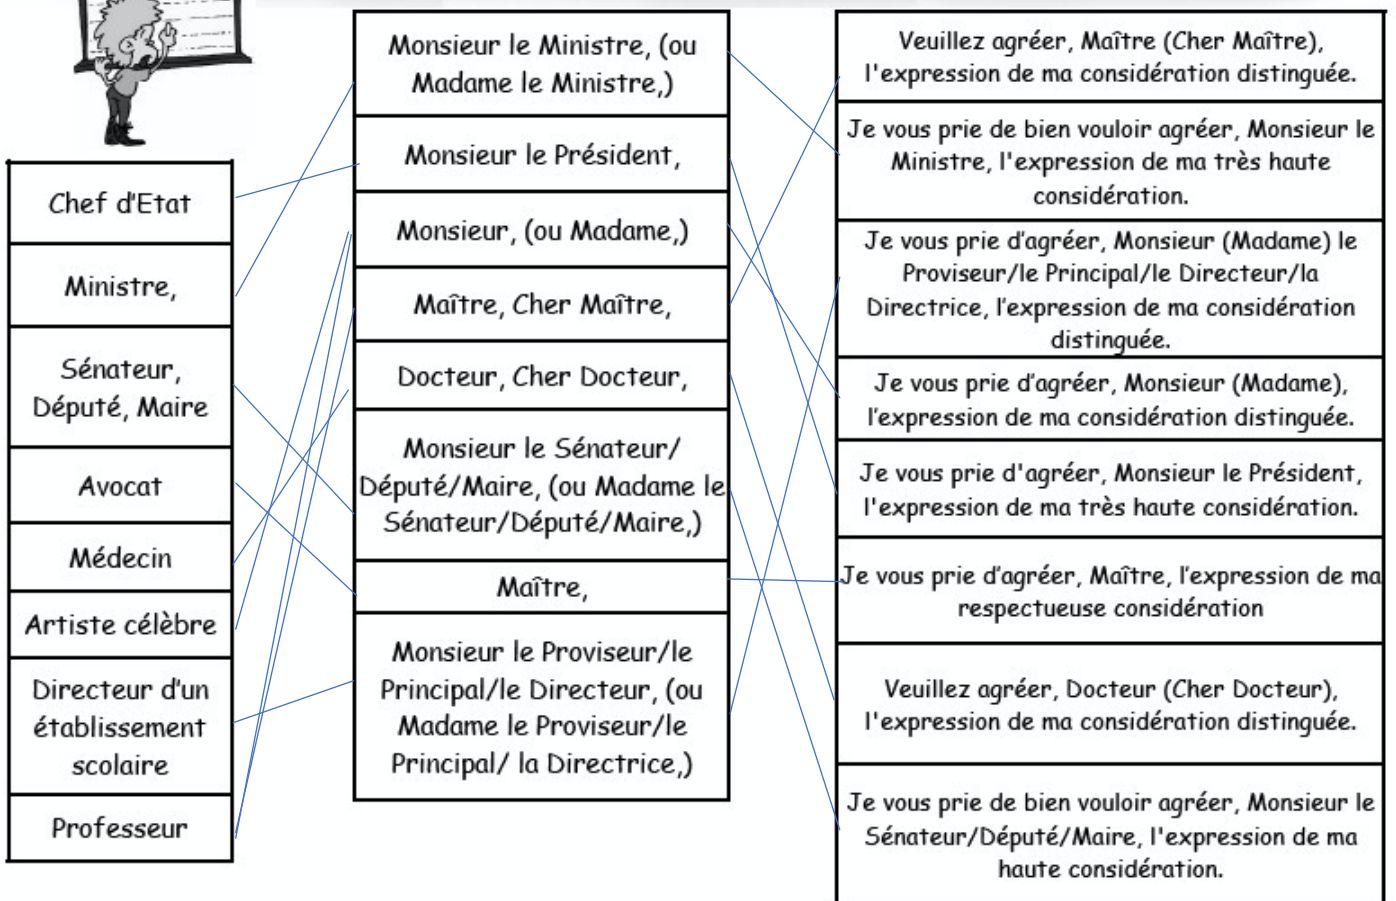 Chef d'Etat
Ministre,
Sénateur,
Député, Maire
Avocat
Médecin
Artiste célèbre
Directeur d'un
établissement
scolaire
Professeur
Monsieur le Ministre, (ou
Madame le Ministre,)
Monsieur le Président,
Monsieur, (ou Madame,)
Maître, Cher Maître,
Docteur, Cher Docteur,
Monsieur le Sénateur/
Député/Maire, (ou Madame le
Sénateur/Député/Maire,)
Maître,
Monsieur le Proviseur/le
Principal/le Directeur, (ou
Madame le Proviseur/le
Principal/ la Directrice,)
Veuillez agréer, Maître (Cher Maître),
l'expression de ma considération distinguée.
Je vous prie de bien vouloir agréer, Monsieur le
Ministre, l'expression de ma très haute
considération.
Je vous prie d'agréer, Monsieur (Madame) le
Proviseur/le Principal/le Directeur/la
Directrice, l'expression de ma considération
distinguée.
Je vous prie d'agréer, Monsieur (Madame),
l'expression de ma considération distinguée.
Je vous prie d'agréer, Monsieur le Président,
l'expression de ma très haute considération.
Je vous prie d'agréer, Maître, l'expression de ma
respectueuse considération
Veuillez agréer, Docteur (Cher Docteur),
l'expression de ma considération distinguée.
Je vous prie de bien vouloir agréer, Monsieur le
Sénateur/Député/Maire, l'expression de ma
haute considération.